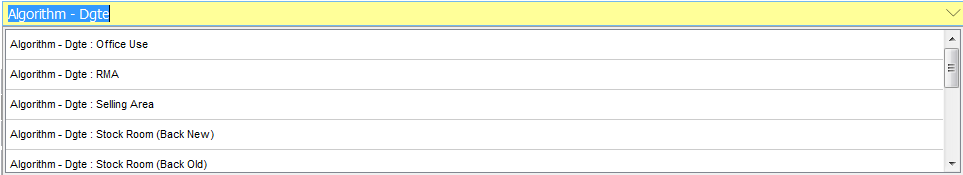 Algorithm - Dgte
Algorithm - Dgte : Office Use
Algorithm - Dgte : RMA
Algorithm - Dgte : Selling Area
Algorithm - Dgte : Stock Room (Back New)
Algorithm - Dgte : Stock Room (Back Old)